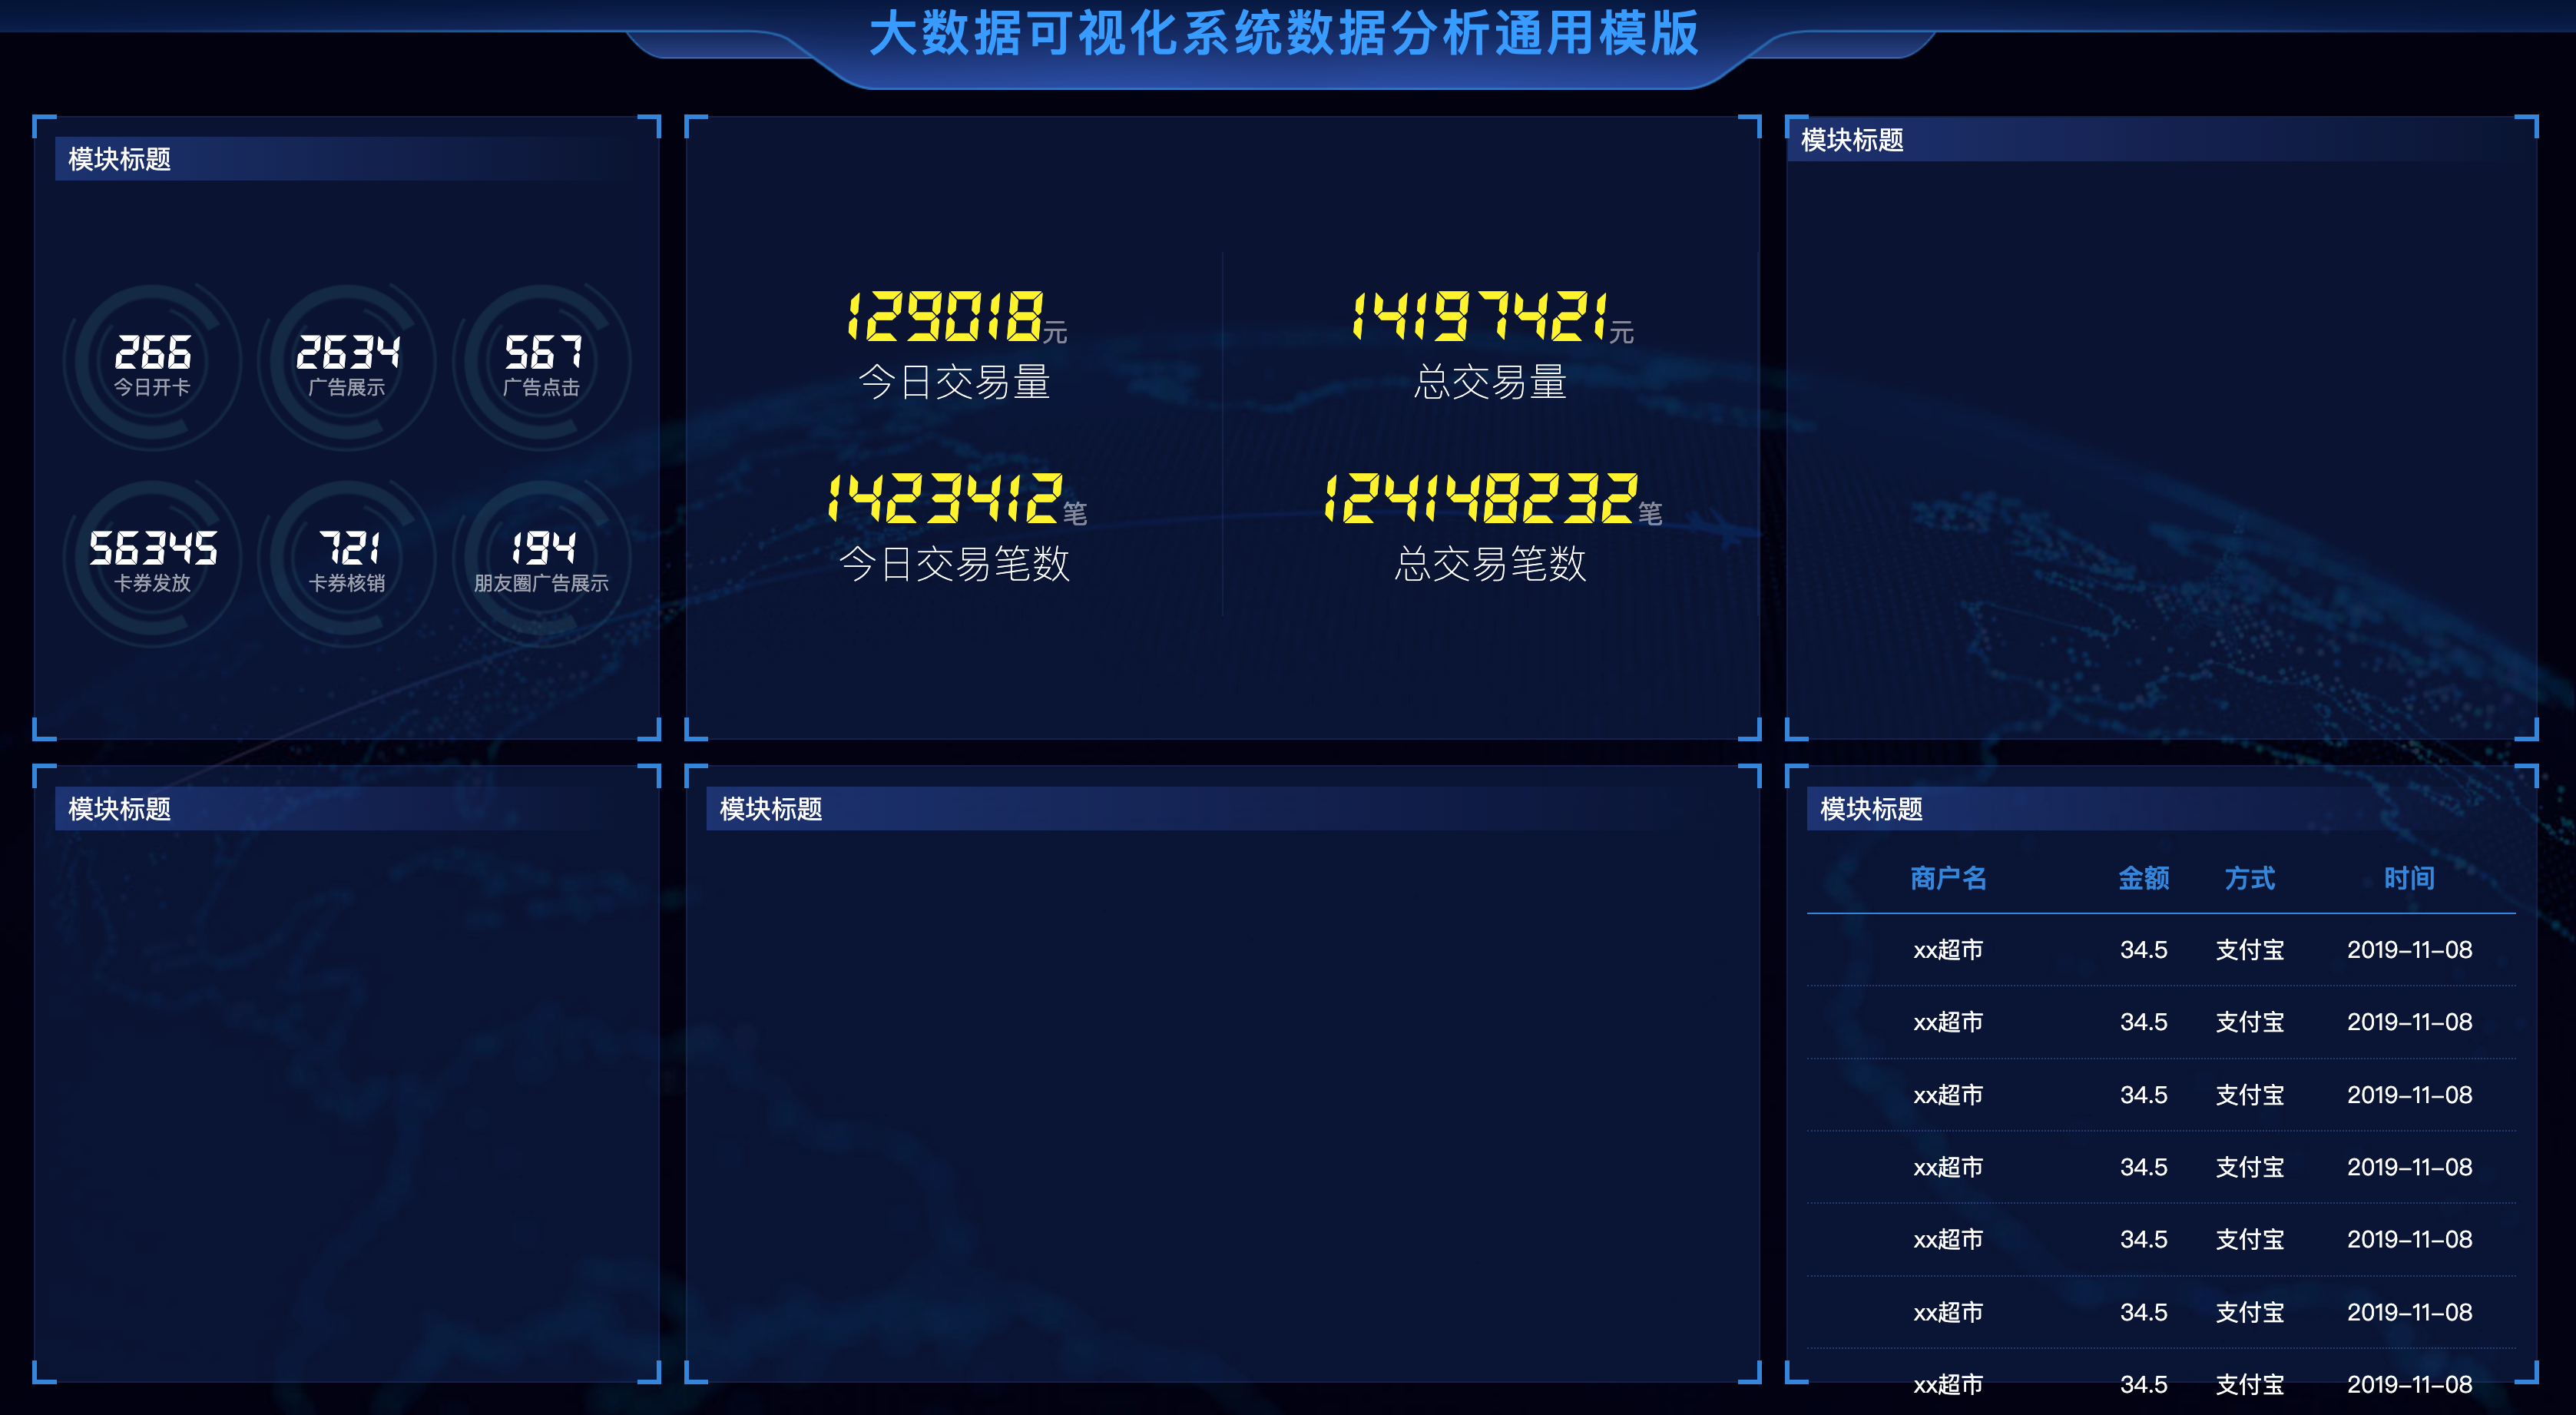 大数据可视化系统数据分析通用模版
模块标题
266
今日开卡
2634
广告展示
567
广告点击
56345
卡券发放
721
卡券核销
194
朋友圈广告展示
129018元
今日交易量
14197421元
总交易量
1423412笔
今日交易笔数
124148232笔
总交易笔数
模块标题
模块标题
模块标题
模块标题
商户名 金额 方式 时间
xx超市 34.5 支付宝 2019-11-08
xx超市 34.5 支付宝 2019-11-08
xx超市 34.5 支付宝 2019-11-08
xx超市 34.5 支付宝 2019-11-08
xx超市 34.5 支付宝 2019-11-08
xx超市 34.5 支付宝 2019-11-08
xx超市 34.5 支付宝 2019-11-08